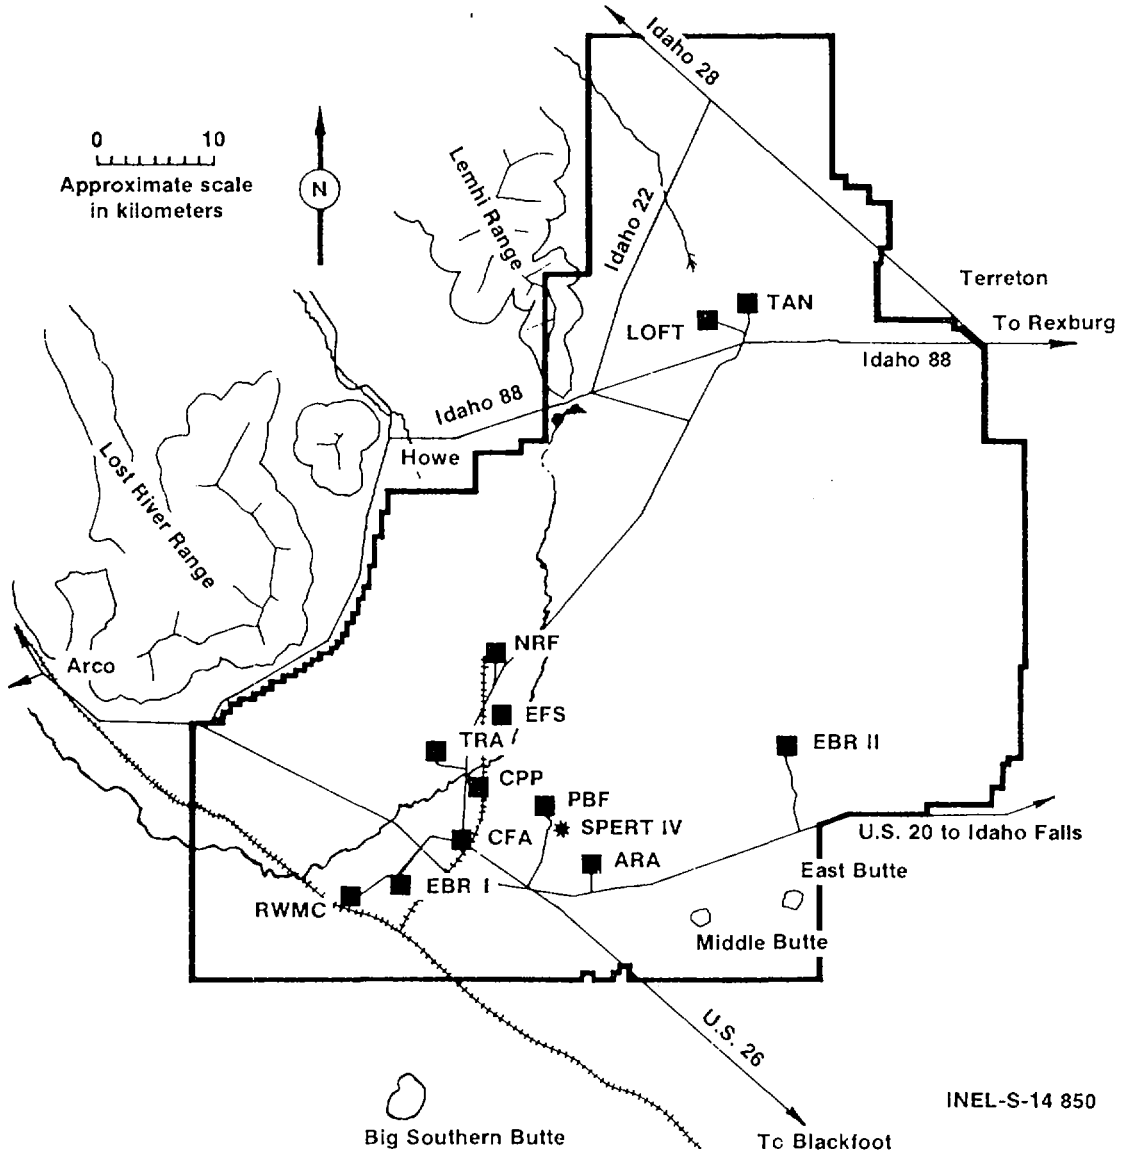 Idaho 28
0 10
Approximate scale
in kilometers
N
Lemhi Range
Idaho 22
Terreton
TAN
LOFT
To Rexburg
Idaho 88
Idaho 88
Howe
Lost River Range
NRF
Arco
EFS
TRA
EBR II
CPP
PBF
SPERT IV
U.S. 20 to Idaho Falls
CFA
ARA
East Butte
EBR I
RWMC
Middle Butte
U.S. 26
INEL-S-14 850
Big Southern Butte
To Blackfoot